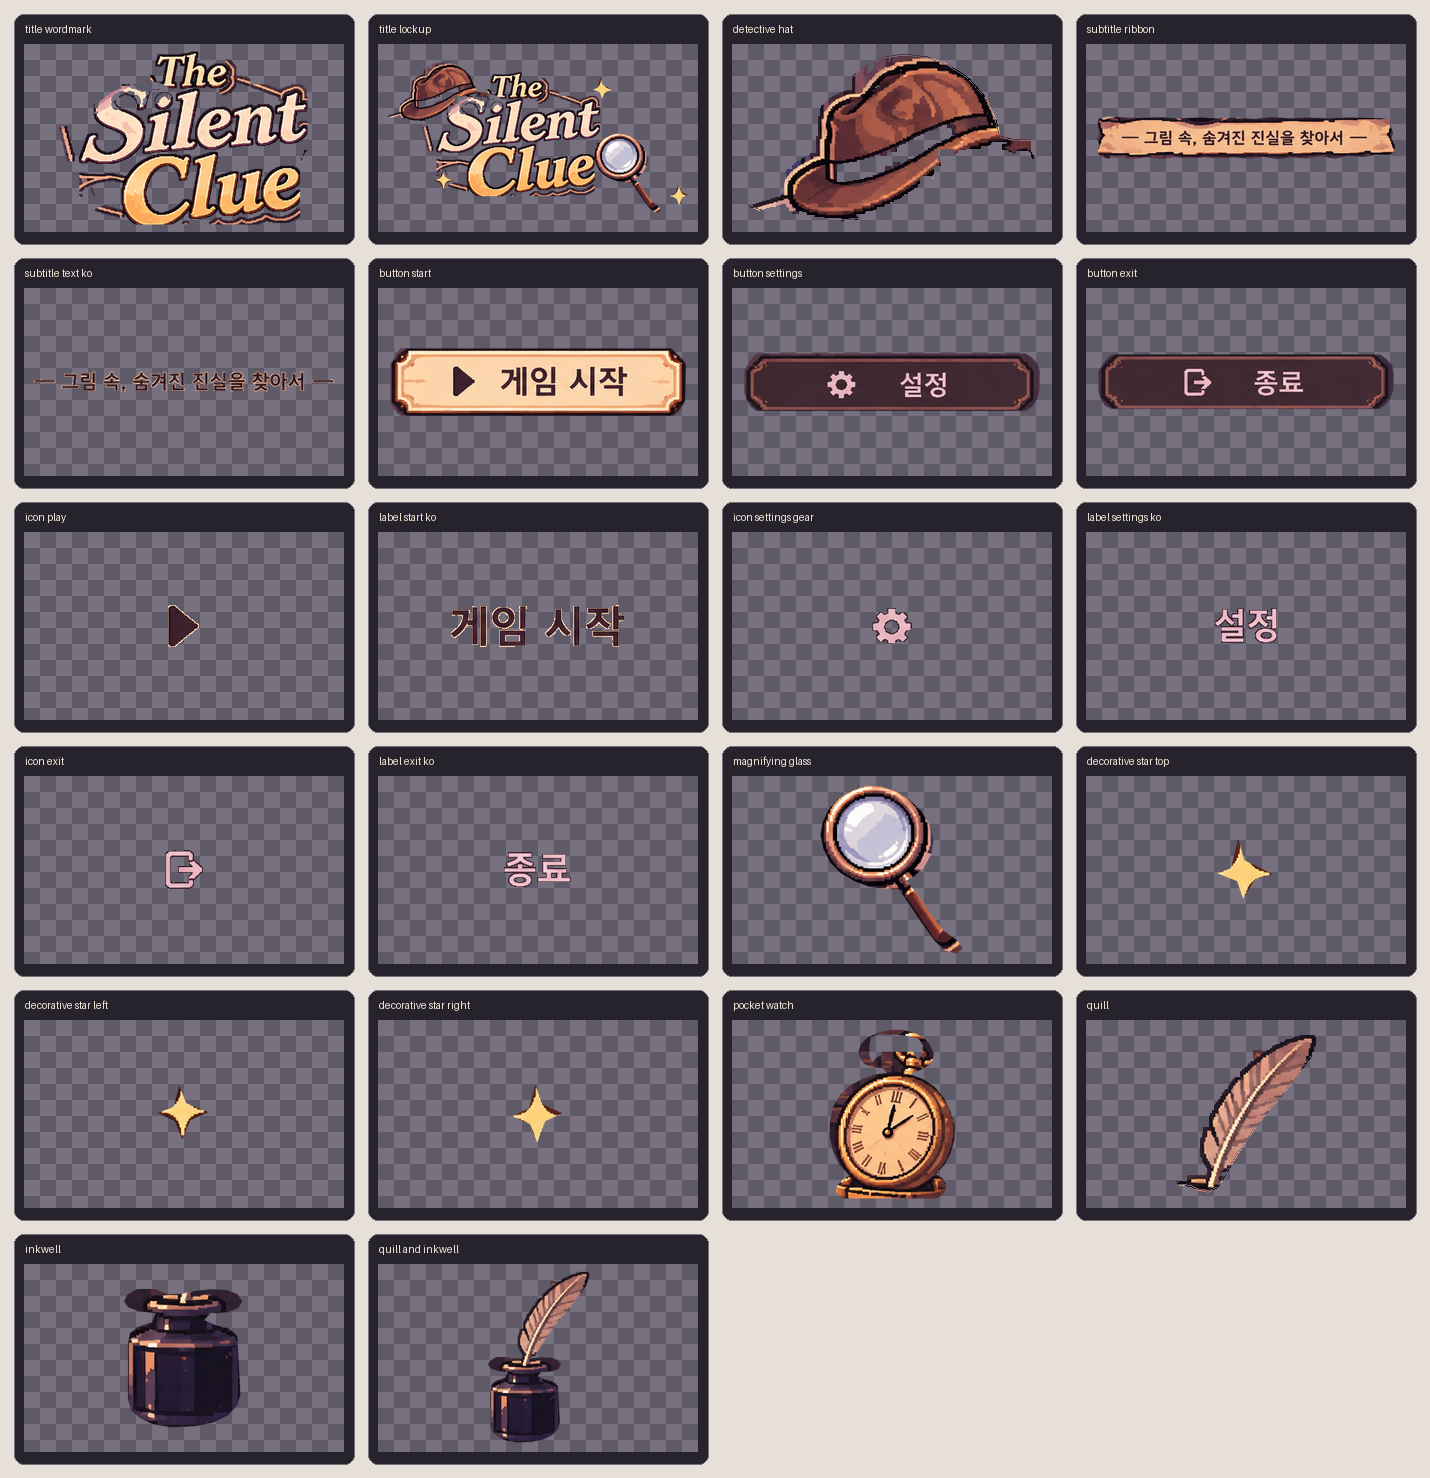 title wordmark
The
Silent
Clue
title lockup
The
Silent
Clue
detective hat
subtitle ribbon
— 그림 속, 숨겨진 진실을 찾아서 —
subtitle text ko
— 그림 속, 숨겨진 진실을 찾아서 —
button start
게임 시작
button settings
설정
button exit
종료
icon play
label start ko
게임 시작
icon settings gear
label settings ko
설정
icon exit
label exit ko
종료
magnifying glass
decorative star top
decorative star left
decorative star right
pocket watch
quill
inkwell
quill and inkwell